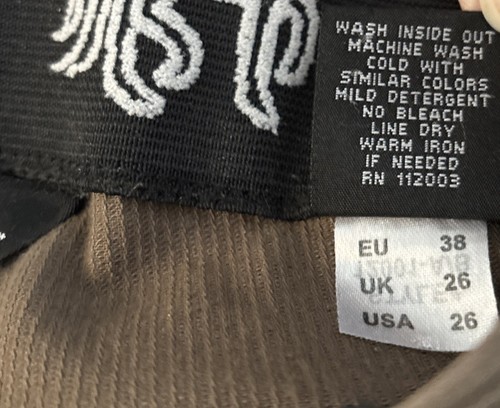 WASH INSIDE OUT
MACHINE WASH
COLD WITH
SIMILAR COLORS
MILD DETERGENT
NO BLEACH
LINE DRY
WARM IRON
IF NEEDED
RN 112003
EU 38
UK 26
USA 26